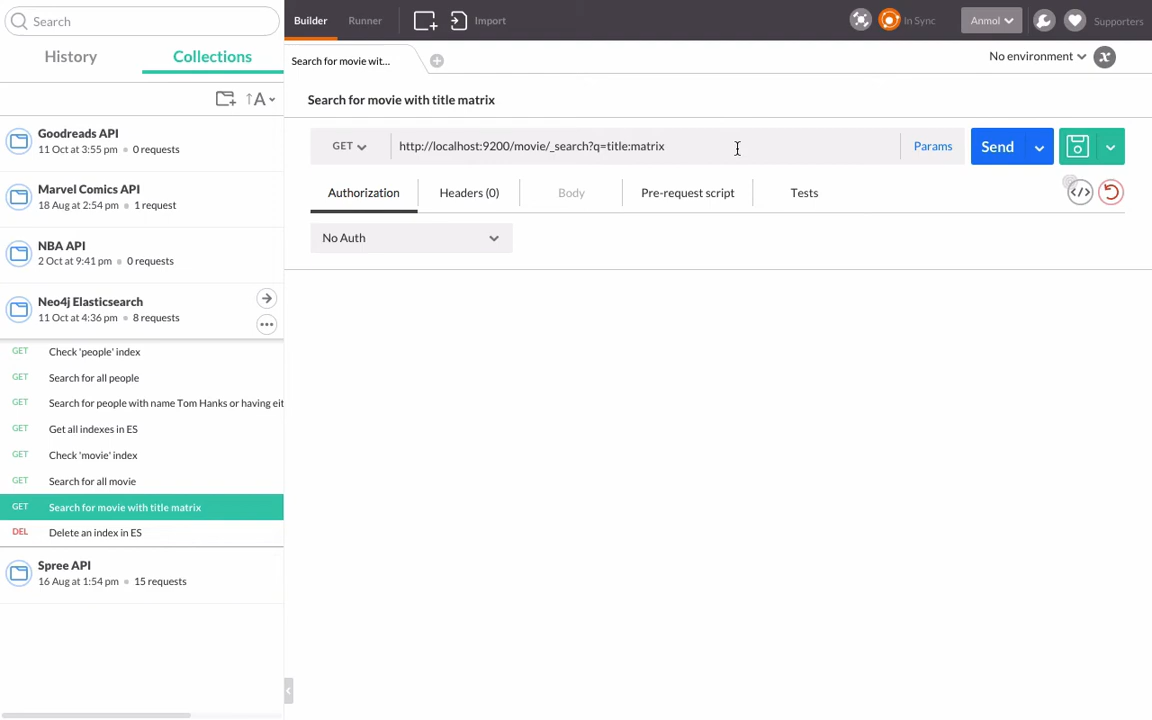 Search
History
Collections
A
Goodreads API
11 Oct at 3:55 pm 0 requests
Marvel Comics API
18 Aug at 2:54 pm 1 request
NBA API
2 Oct at 9:41 pm 0 requests
Neo4j Elasticsearch
11 Oct at 4:36 pm 8 requests
GET Check 'people' index
GET Search for all people
GET Search for people with name Tom Hanks or having eit
GET Get all indexes in ES
GET Check 'movie' index
GET Search for all movie
GET Search for movie with title matrix
DEL Delete an index in ES
Spree API
16 Aug at 1:54 pm 15 requests
Builder Runner Import In Sync Anmol Supporters
Search for movie wit... No environment
Search for movie with title matrix
GET http://localhost:9200/movie/_search?q=title:matrix Params Send
Authorization Headers (0) Body Pre-request script Tests
No Auth